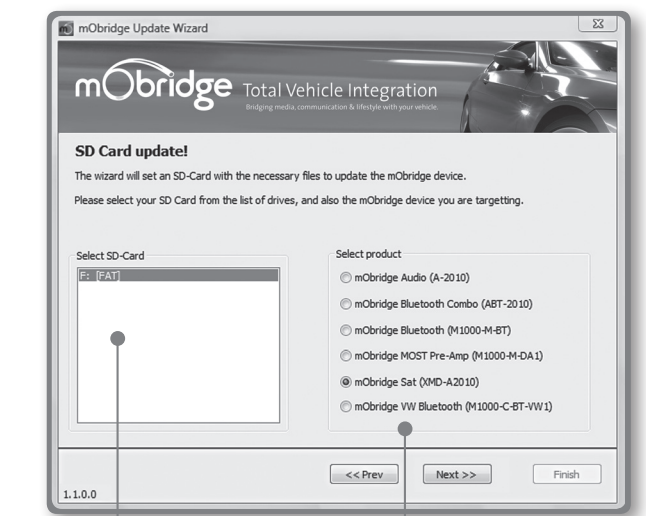 mObridge Update Wizard
mObridge Total Vehicle Integration
Bridging media, communication & lifestyle with your vehicle.
SD Card update!
The wizard will set an SD-Card with the necessary files to update the mObridge device.
Please select your SD Card from the list of drives, and also the mObridge device you are targetting.
Select SD-Card
F: [FAT]
Select product
mObridge Audio (A-2010)
mObridge Bluetooth Combo (ABT-2010)
mObridge Bluetooth (M1000-M-BT)
mObridge MOST Pre-Amp (M1000-M-DA1)
mObridge Sat (XMD-A2010)
mObridge VW Bluetooth (M1000-C-BT-VW1)
<< Prev
Next >>
Finish
1.1.0.0